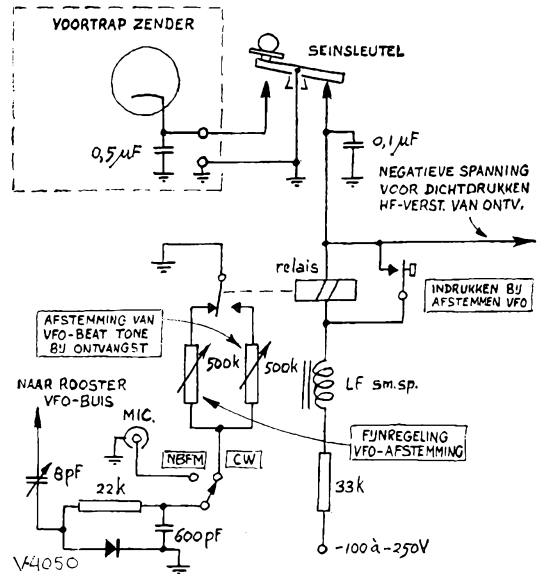 VOORTRAP ZENDER
SEINSLEUTEL
0,5µF
0,1µF
NEGATIEVE SPANNING
VOOR DICHTDRUKKEN
HF-VERST. VAN ONTV.
relais
INDRUKKEN BIJ
AFSTEMMEN VFO
AFSTEMMING VAN
VFO-BEAT TONE
BIJ ONTVANGST
500k
500k
LF sm.sp.
NAAR ROOSTER
VFO-BUIS
MIC.
NBFM
CW
FIJNREGELING
VFO-AFSTEMMING
8pF
22k
600pF
33k
-100 à -250V
V-4050